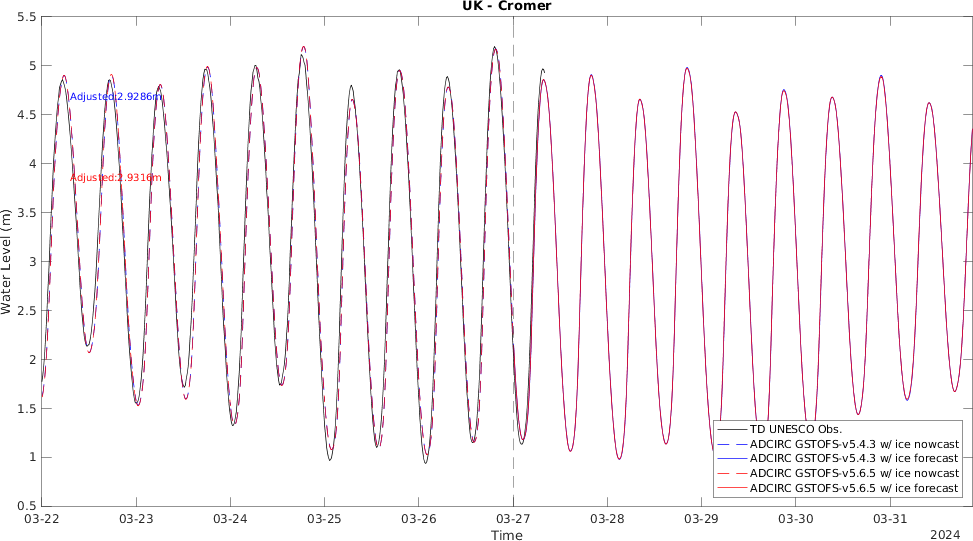 UK - Cromer
5.5
5
4.5
4
3.5
3
2.5
2
1.5
1
0.5
Water Level (m)
Adjusted:2.9286m
Adjusted:2.9316m
TD UNESCO Obs.
ADCIRC GSTOFS-v5.4.3 w/ ice nowcast
ADCIRC GSTOFS-v5.4.3 w/ ice forecast
ADCIRC GSTOFS-v5.6.5 w/ ice nowcast
ADCIRC GSTOFS-v5.6.5 w/ ice forecast
03-22 03-23 03-24 03-25 03-26 03-27 03-28 03-29 03-30 03-31
Time
2024